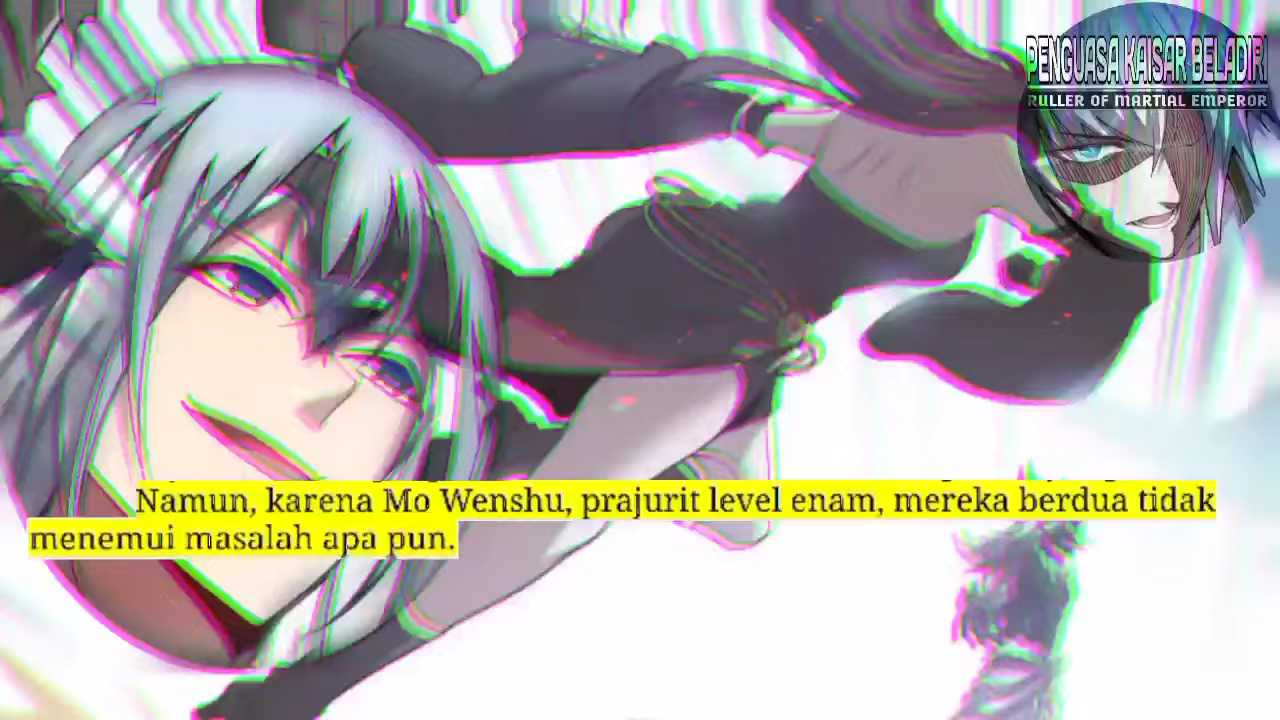 PENGUASA KAISAR BELADIRI
RULLER OF MARTIAL EMPEROR
Namun, karena Mo Wenshu, prajurit level enam, mereka berdua tidak
menemui masalah apa pun.